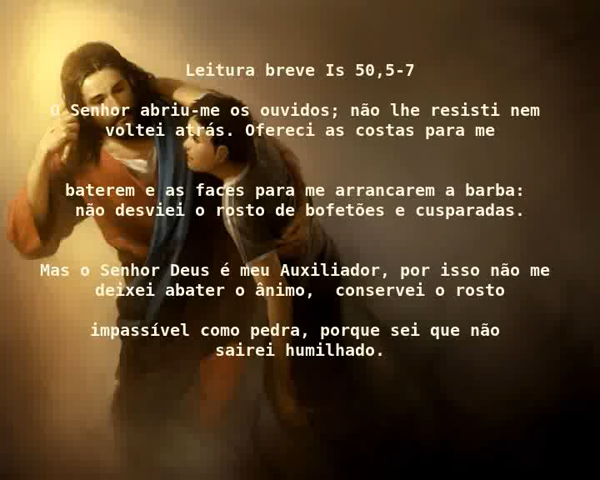 Leitura breve Is 50,5-7
O Senhor abriu-me os ouvidos; não lhe resisti nem
voltei atrás. Ofereci as costas para me
baterem e as faces para me arrancarem a barba:
não desviei o rosto de bofetões e cusparadas.
Mas o Senhor Deus é meu Auxiliador, por isso não me
deixei abater o ânimo,  conservei o rosto
impassível como pedra, porque sei que não
sairei humilhado.